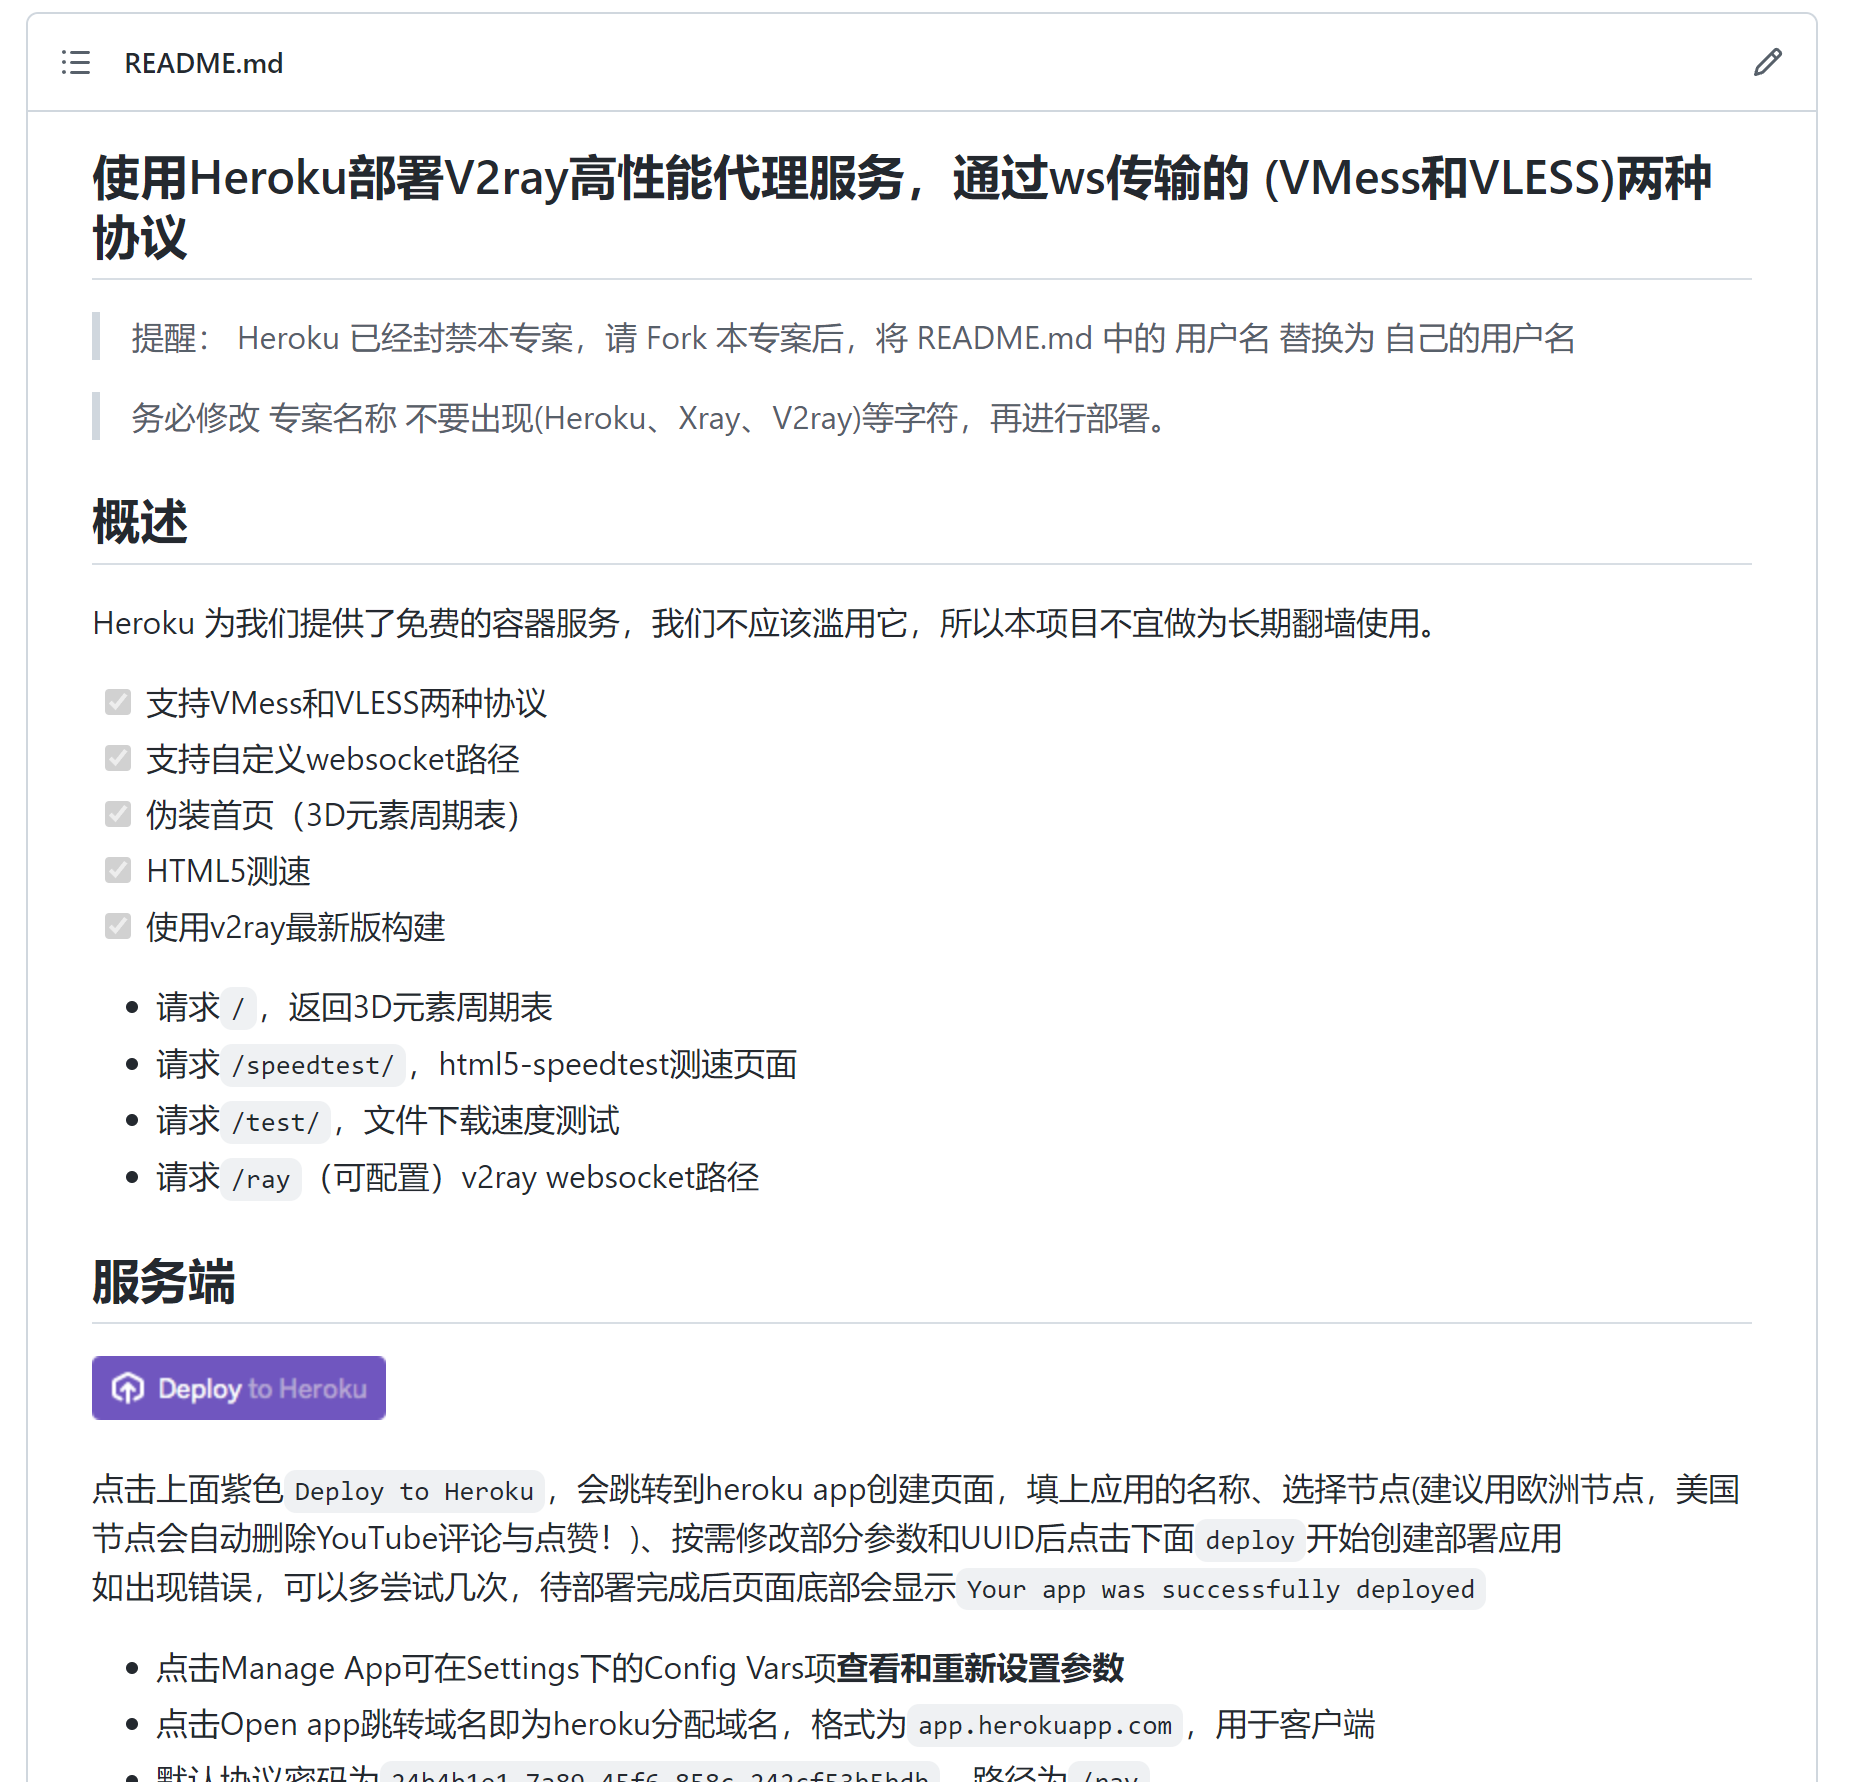 README.md
使用Heroku部署V2ray高性能代理服务，通过ws传输的 (VMess和VLESS)两种
协议
提醒： Heroku 已经封禁本专案，请 Fork 本专案后，将 README.md 中的 用户名 替换为 自己的用户名
务必修改 专案名称 不要出现(Heroku、Xray、V2ray)等字符，再进行部署。
概述
Heroku 为我们提供了免费的容器服务，我们不应该滥用它，所以本项目不宜做为长期翻墙使用。
支持VMess和VLESS两种协议
支持自定义websocket路径
伪装首页（3D元素周期表）
HTML5测速
使用v2ray最新版构建
请求 /，返回3D元素周期表
请求 /speedtest/，html5-speedtest测速页面
请求 /test/，文件下载速度测试
请求 /ray（可配置）v2ray websocket路径
服务端
Deploy to Heroku
点击上面紫色 Deploy to Heroku，会跳转到heroku app创建页面，填上应用的名称、选择节点(建议用欧洲节点，美国
节点会自动删除YouTube评论与点赞！)、按需修改部分参数和UUID后点击下面 deploy 开始创建部署应用
如出现错误，可以多尝试几次，待部署完成后页面底部会显示 Your app was successfully deployed
点击Manage App可在Settings下的Config Vars项查看和重新设置参数
点击Open app跳转域名即为heroku分配域名，格式为 app.herokuapp.com，用于客户端
默认协议密码为
路径为 /ray